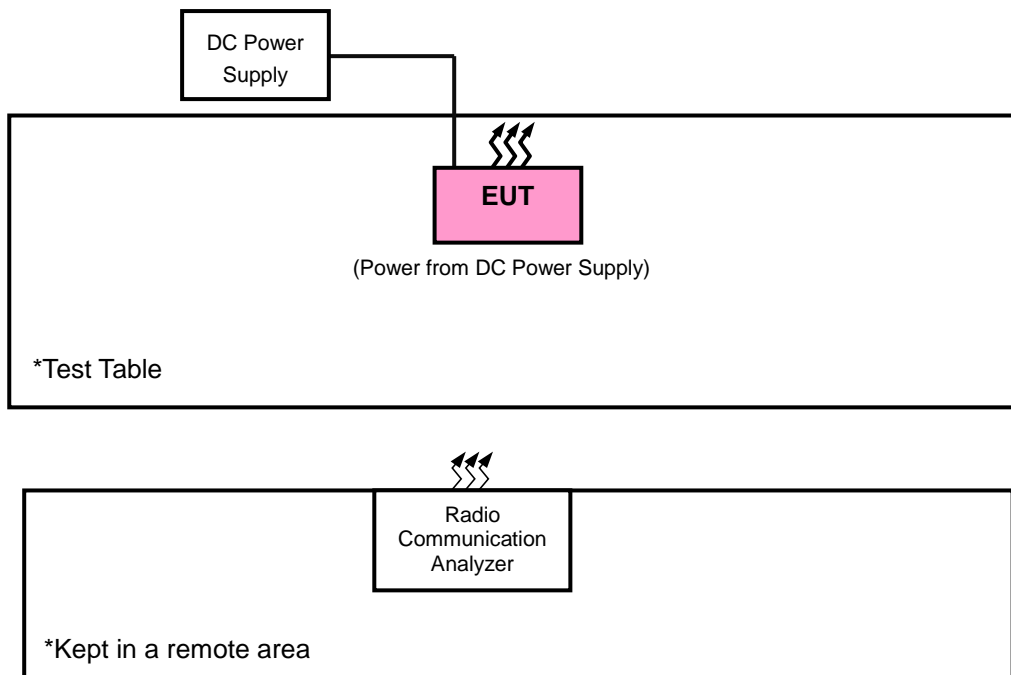 DC Power
Supply
EUT
(Power from DC Power Supply)
*Test Table
Radio
Communication
Analyzer
*Kept in a remote area